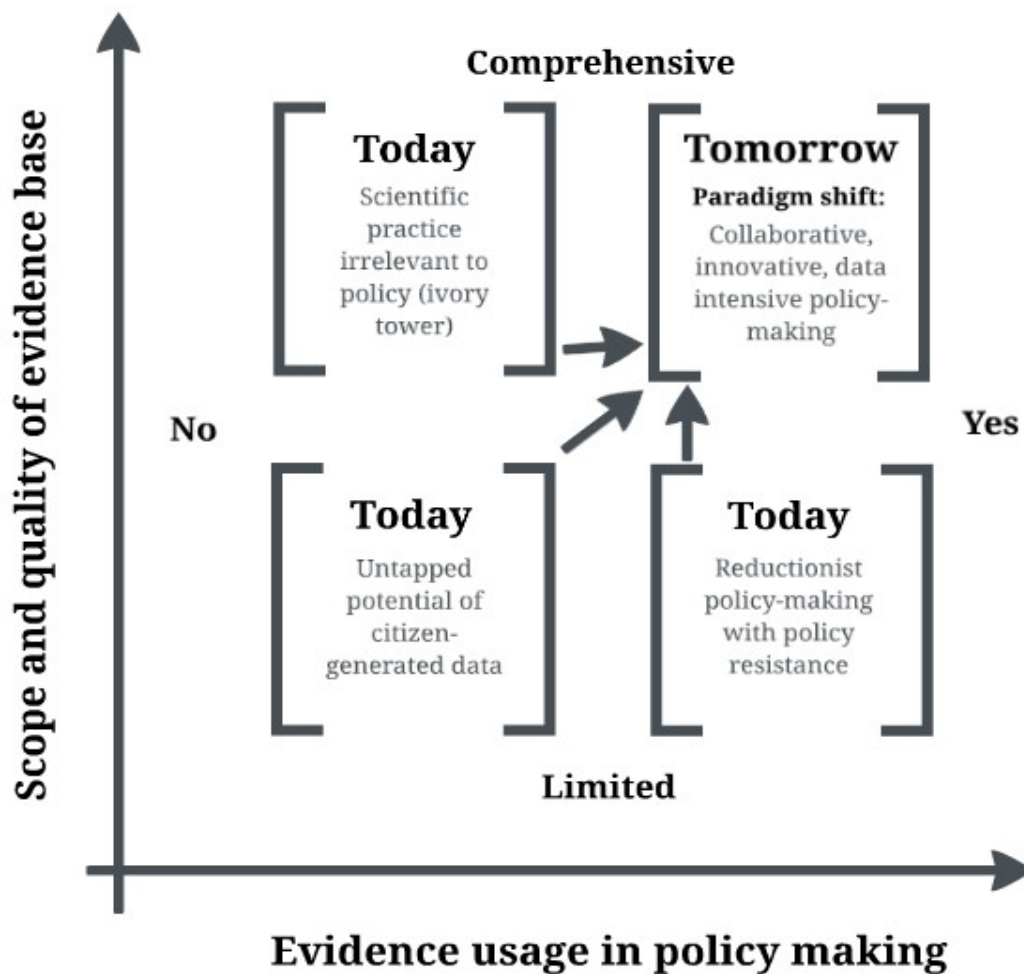 Comprehensive
Today
Scientific
practice
irrelevant to
policy (ivory
tower)
Tomorrow
Paradigm shift:
Collaborative,
innovative, data
intensive policy-
making
No
Yes
Today
Untapped
potential of
citizen-
generated data
Today
Reductionist
policy-making
with policy
resistance
Limited
Scope and quality of evidence base
Evidence usage in policy making